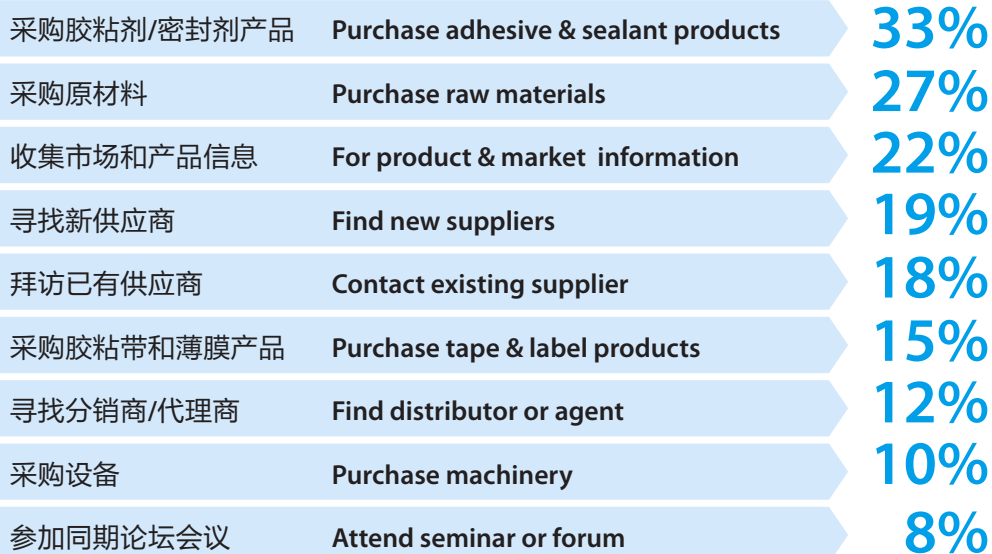 采购胶粘剂/密封剂产品 Purchase adhesive & sealant products 33%
采购原材料 Purchase raw materials 27%
收集市场和产品信息 For product & market information 22%
寻找新供应商 Find new suppliers 19%
拜访已有供应商 Contact existing supplier 18%
采购胶粘带和薄膜产品 Purchase tape & label products 15%
寻找分销商/代理商 Find distributor or agent 12%
采购设备 Purchase machinery 10%
参加同期论坛会议 Attend seminar or forum 8%